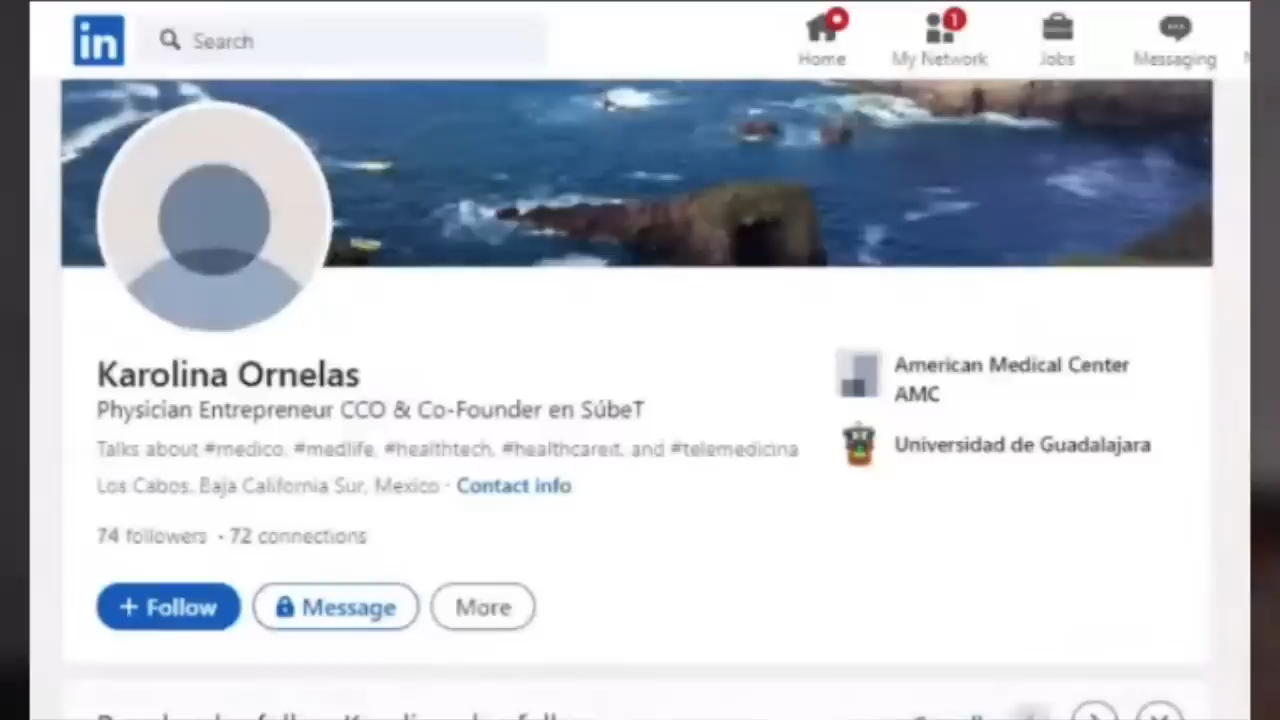 in
Search
Home
1
My Network
Jobs
Messaging
Karolina Ornelas
Physician Entrepreneur CCO & Co-Founder en SúbeT
Talks about #medico, #medlife, #healthtech, #healthcareit, and #telemedicina
Los Cabos, Baja California Sur, Mexico · Contact info
74 followers · 72 connections
+ Follow
Message
More
American Medical Center
AMC
Universidad de Guadalajara